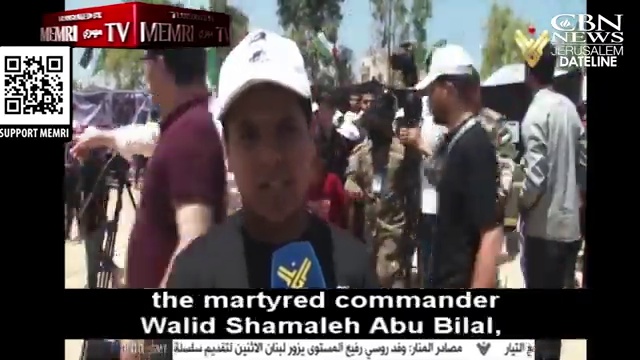 MEMRI TV
MEMRI
TV
CBN
NEWS
JERUSALEM
DATELINE
SUPPORT MEMRI
the martyred commander
Walid Shamaleh Abu Bilal,
مصادر المنار: وفد روسي رفيع المستوى يزور لبنان الاثنين لتقديم سلسلة
التيار